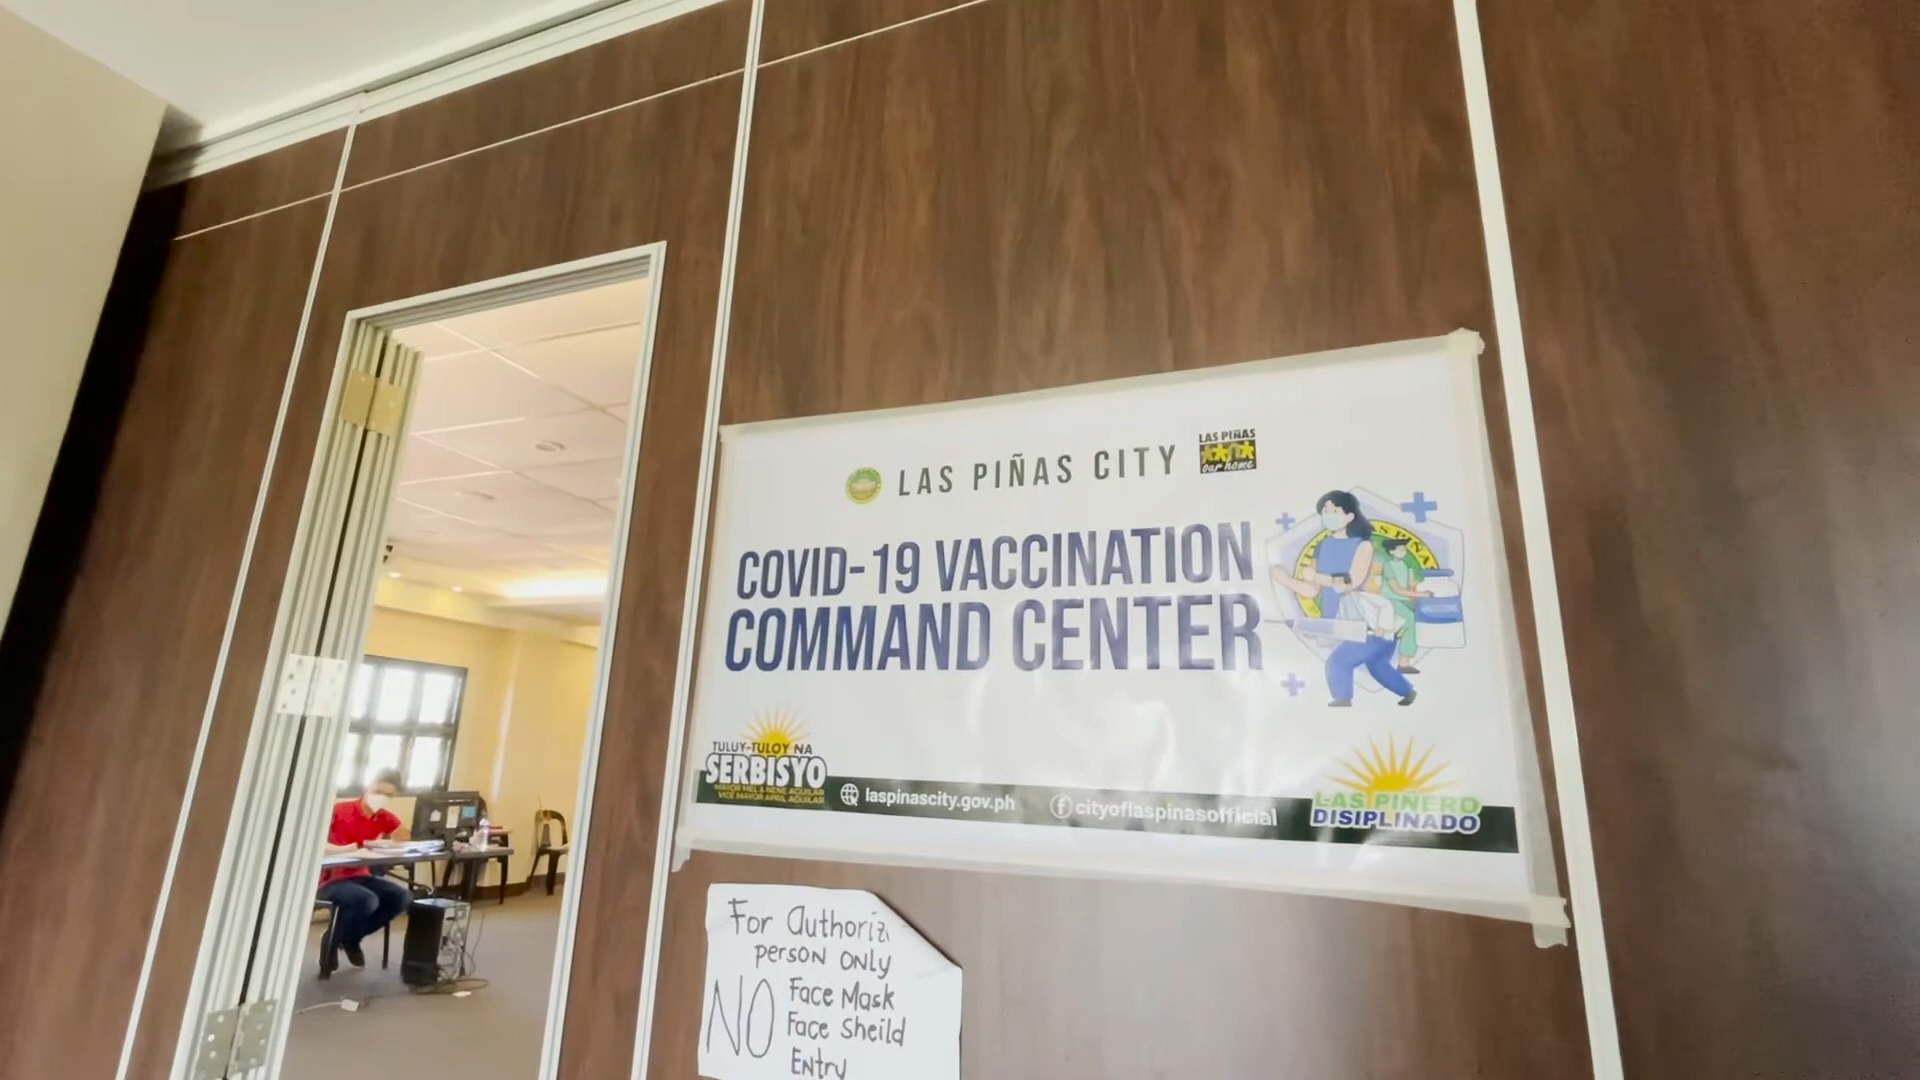 LAS PIÑAS CITY
LAS PIÑAS
our home
COVID-19 VACCINATION
COMMAND CENTER
TULUY-TULOY NA
SERBISYO
MAYOR MEL & NENE AGUILAR
VICE MAYOR APRIL AGUILAR
laspinascity.gov.ph
cityoflaspinasofficial
LAS PIÑERO
DISIPLINADO
For Authoriz
person only
NO Face Mask
Face Sheild
Entry